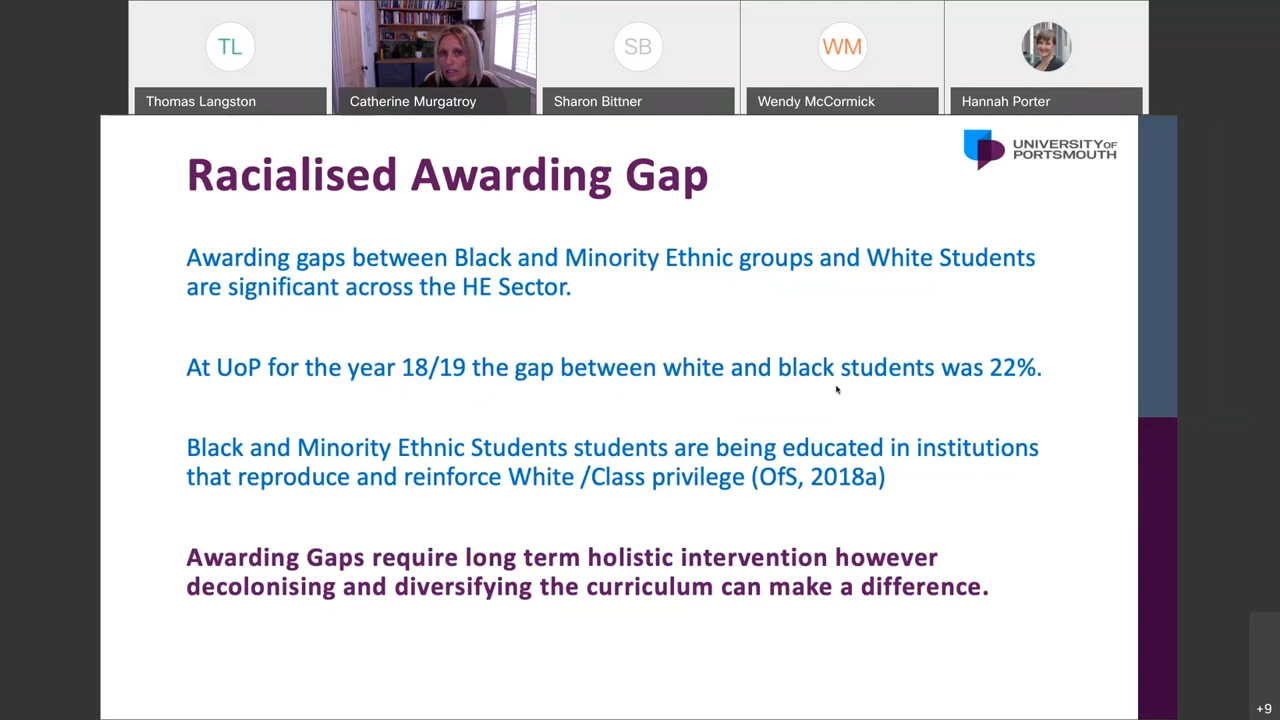 TL
SB
WM
Thomas Langston
Catherine Murgatroy
Sharon Bittner
Wendy McCormick
Hannah Porter
UNIVERSITY OF
PORTSMOUTH
Racialised Awarding Gap
Awarding gaps between Black and Minority Ethnic groups and White Students
are significant across the HE Sector.
At UoP for the year 18/19 the gap between white and black students was 22%.
Black and Minority Ethnic Students students are being educated in institutions
that reproduce and reinforce White /Class privilege (OfS, 2018a)
Awarding Gaps require long term holistic intervention however
decolonising and diversifying the curriculum can make a difference.
+9